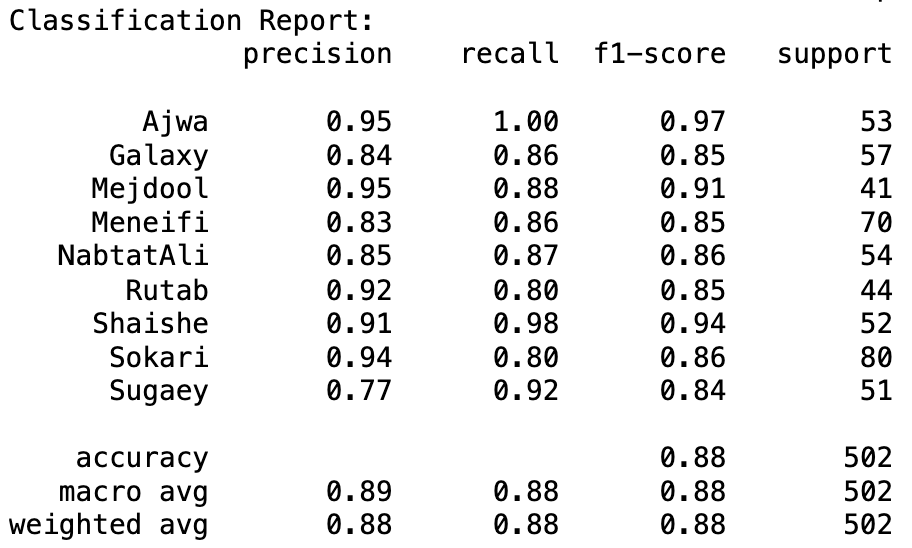 Classification Report:
precision recall f1-score support
Ajwa 0.95 1.00 0.97 53
Galaxy 0.84 0.86 0.85 57
Mejdool 0.95 0.88 0.91 41
Meneifi 0.83 0.86 0.85 70
NabtatAli 0.85 0.87 0.86 54
Rutab 0.92 0.80 0.85 44
Shaishe 0.91 0.98 0.94 52
Sokari 0.94 0.80 0.86 80
Sugaey 0.77 0.92 0.84 51
accuracy 0.88 502
macro avg 0.89 0.88 0.88 502
weighted avg 0.88 0.88 0.88 502